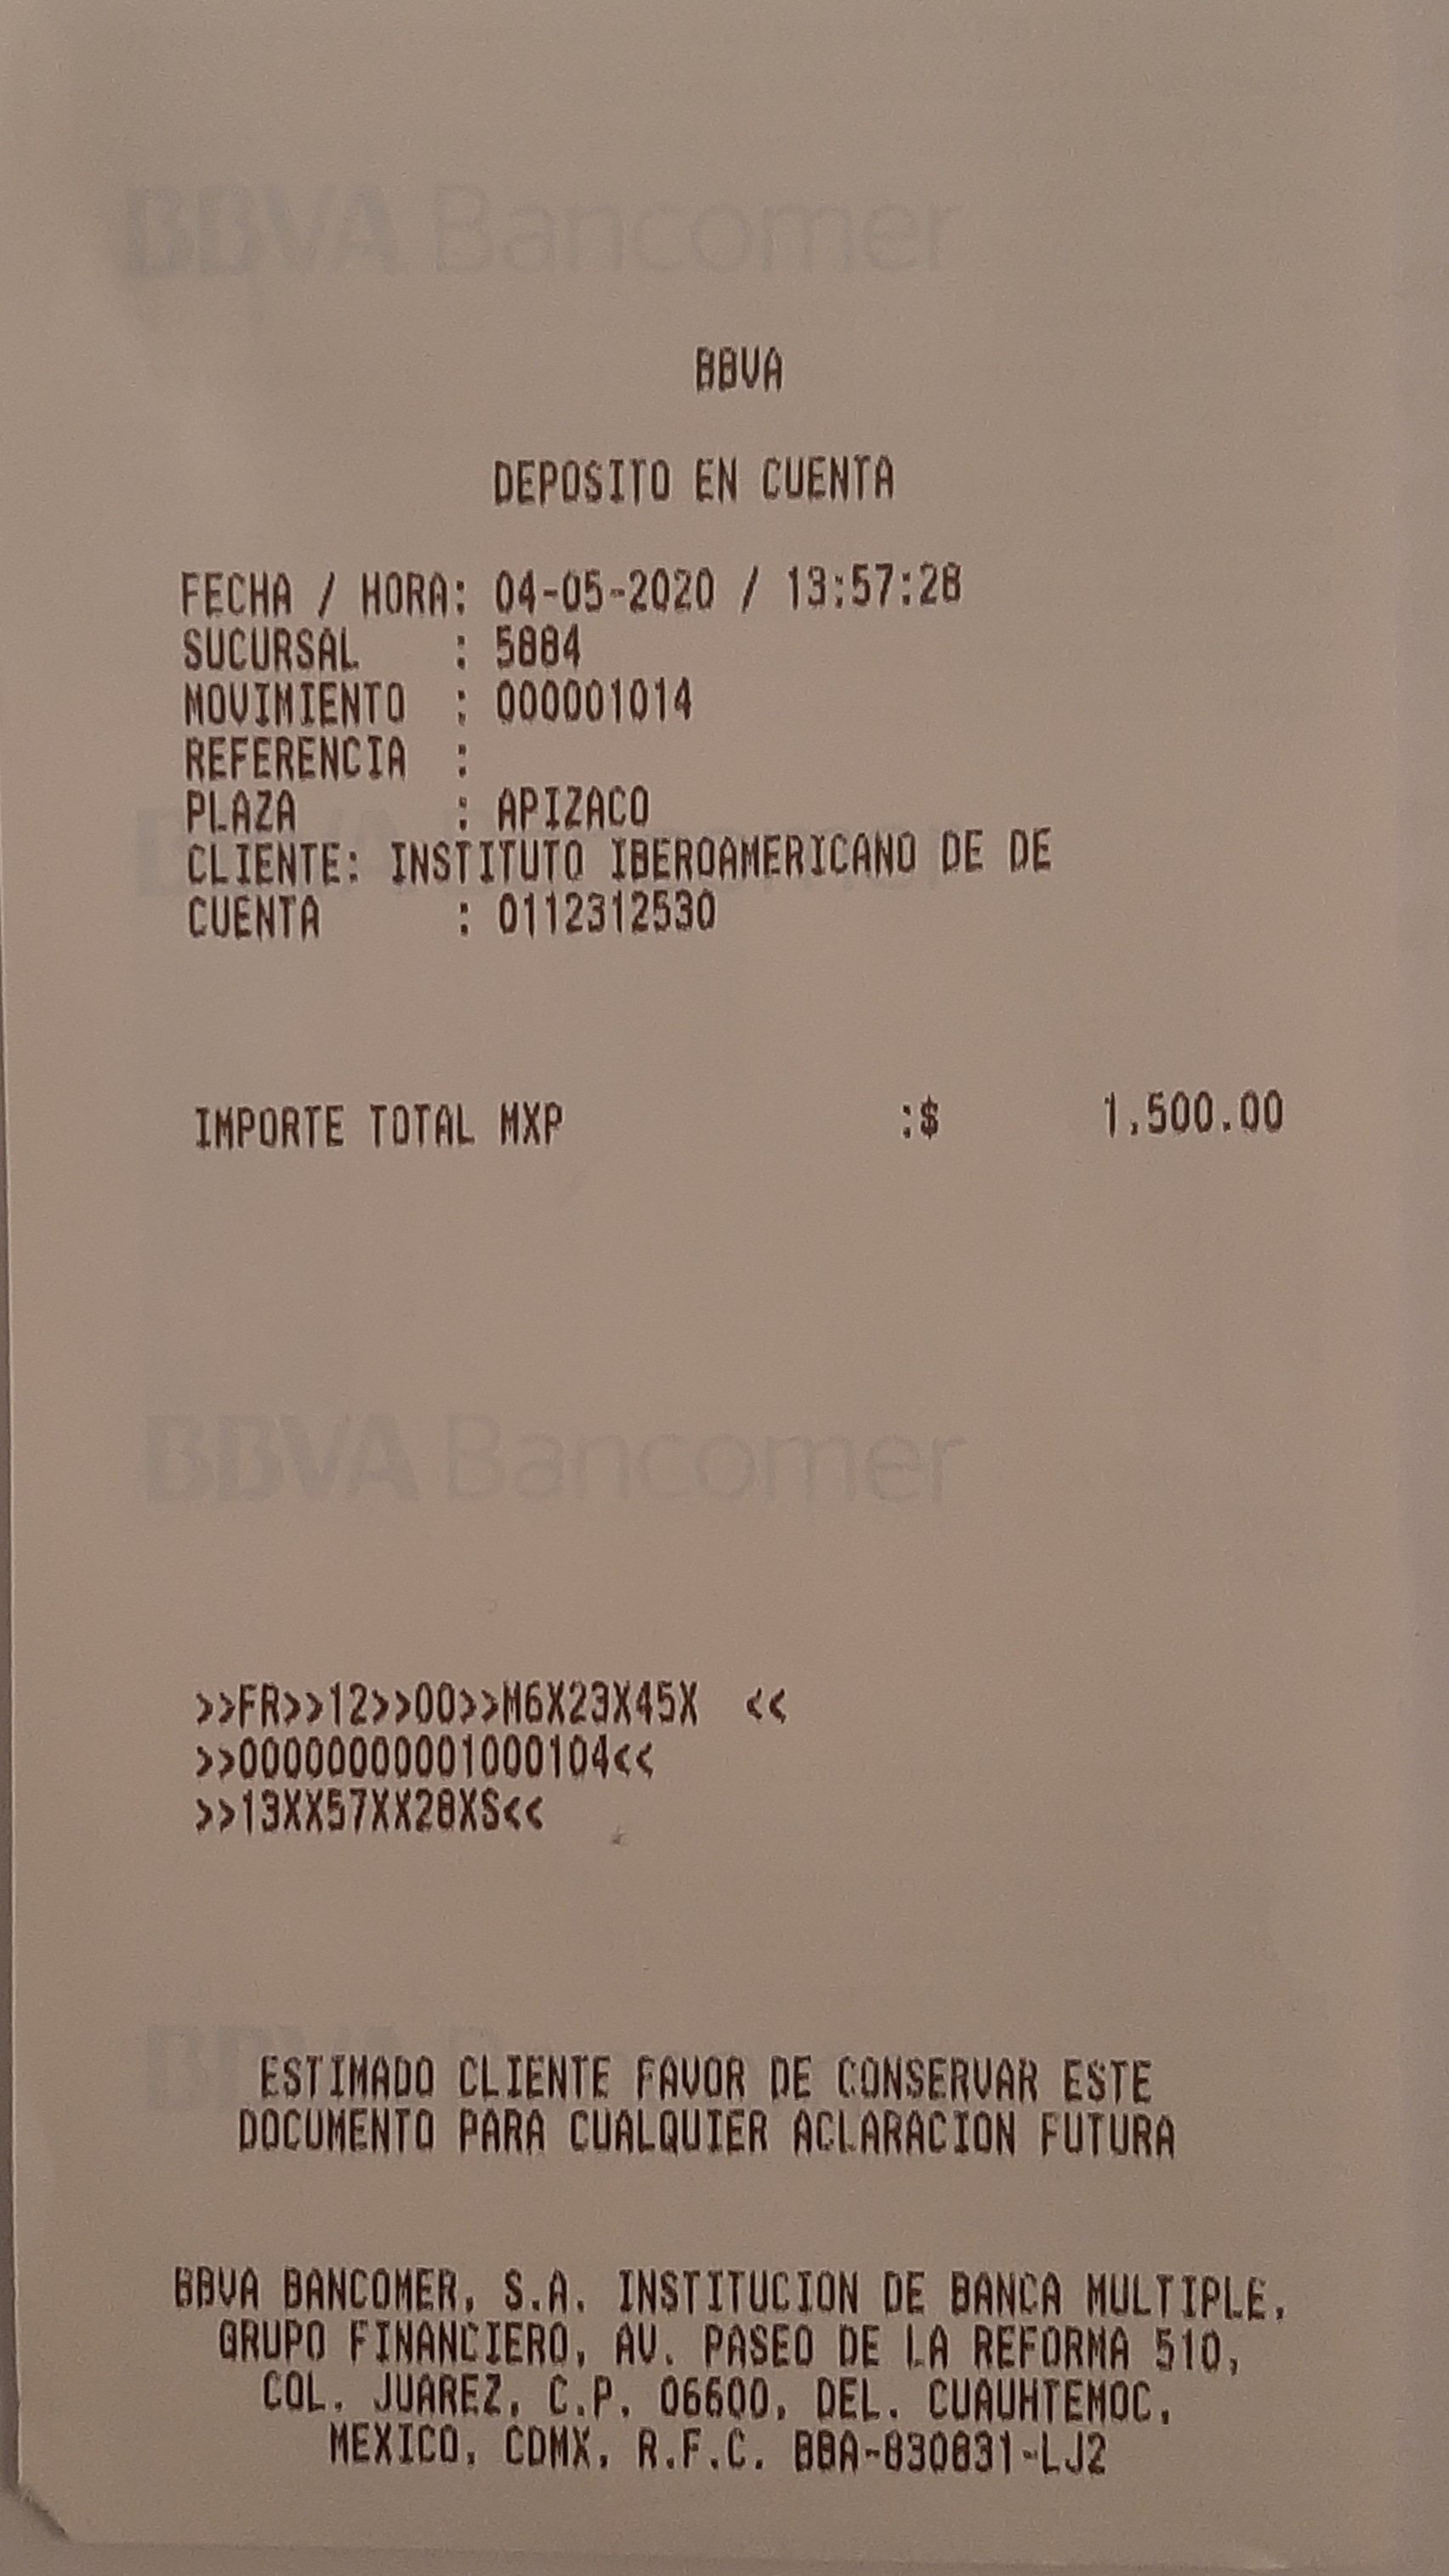 BBVA Bancomer
BBVA
DEPOSITO EN CUENTA
FECHA / HORA: 04-05-2020 / 13:57:28
SUCURSAL : 5884
MOVIMIENTO : 000001014
REFERENCIA :
PLAZA : APIZACO
CLIENTE: INSTITUTO IBEROAMERICANO DE DE
CUENTA : 0112312530
IMPORTE TOTAL MXP :$ 1,500.00
BBVA Bancomer
>>FR>>12>>00>>M6X23X45X <<
>>00000000001000104<<
>>13XX57XX28XS<<
ESTIMADO CLIENTE FAVOR DE CONSERVAR ESTE
DOCUMENTO PARA CUALQUIER ACLARACION FUTURA
BBVA BANCOMER, S.A. INSTITUCION DE BANCA MULTIPLE,
GRUPO FINANCIERO, AV. PASEO DE LA REFORMA 510,
COL. JUAREZ, C.P. 06600, DEL. CUAUHTEMOC,
MEXICO, CDMX, R.F.C. BBA-830831-LJ2